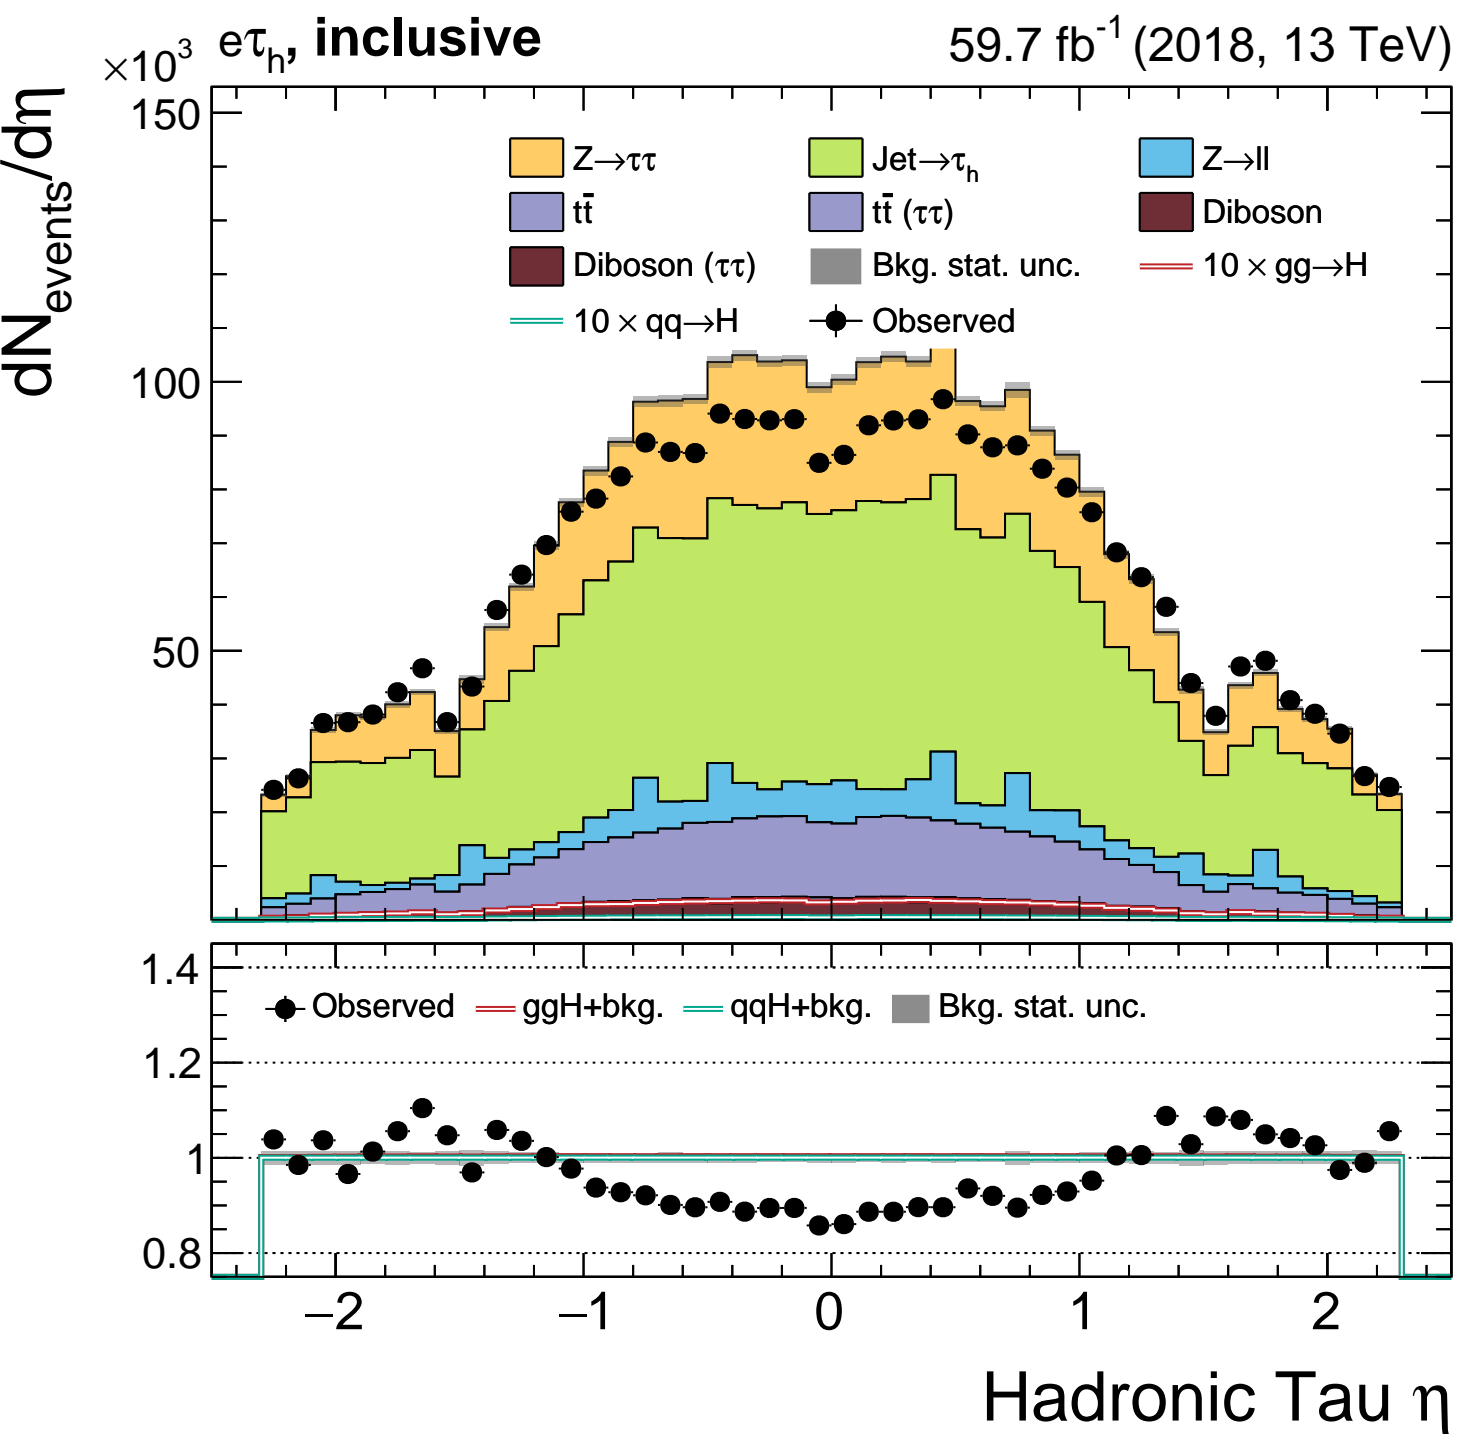 ×10³ eτh, inclusive 59.7 fb⁻¹ (2018, 13 TeV)
dNevents/dη
150
100
50
Z→ττ Jet→τh Z→ll
tt̄ tt̄ (ττ) Diboson
Diboson (ττ) Bkg. stat. unc. 10 × gg→H
10 × qq→H Observed
1.4
1.2
1
0.8
Observed ggH+bkg. qqH+bkg. Bkg. stat. unc.
−2 −1 0 1 2
Hadronic Tau η